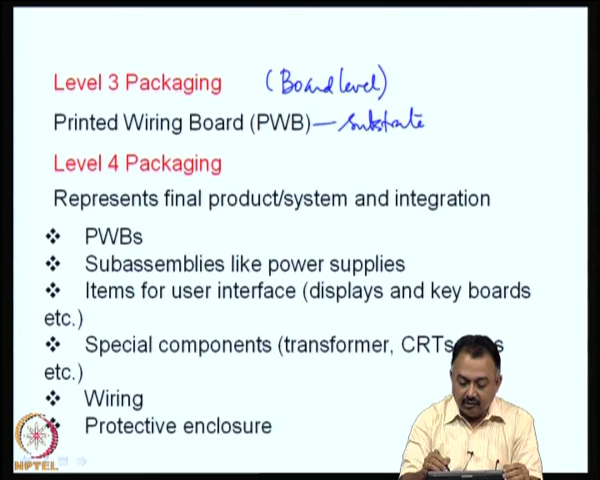 Level 3 Packaging (Board level)
Printed Wiring Board (PWB) — substrate
Level 4 Packaging
Represents final product/system and integration
❖ PWBs
❖ Subassemblies like power supplies
❖ Items for user interface (displays and key boards
etc.)
❖ Special components (transformer, CRTs
etc.)
❖ Wiring
❖ Protective enclosure
NPTEL